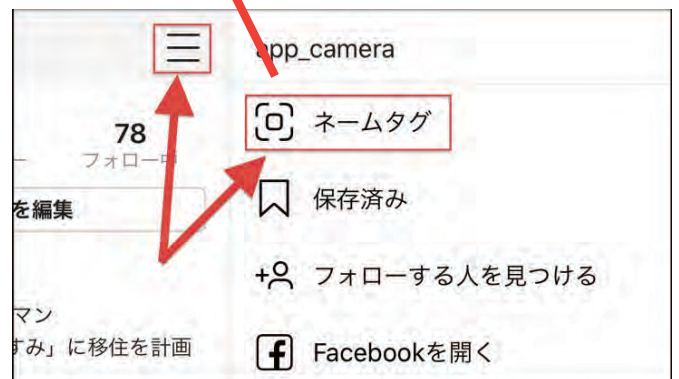 app_camera
ネームタグ
保存済み
フォローする人を見つける
Facebookを開く
78
フォロー中
を編集
マン
すみ」に移住を計画